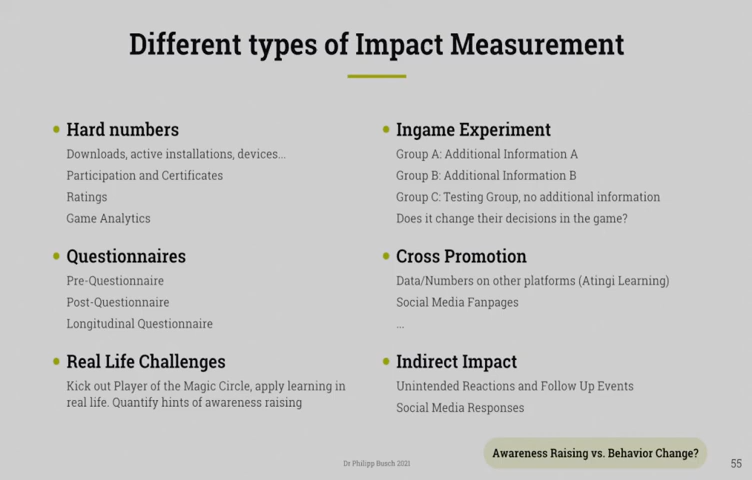 Different types of Impact Measurement
Hard numbers
Downloads, active installations, devices...
Participation and Certificates
Ratings
Game Analytics
Questionnaires
Pre-Questionnaire
Post-Questionnaire
Longitudinal Questionnaire
Real Life Challenges
Kick out Player of the Magic Circle, apply learning in
real life. Quantify hints of awareness raising
Ingame Experiment
Group A: Additional Information A
Group B: Additional Information B
Group C: Testing Group, no additional information
Does it change their decisions in the game?
Cross Promotion
Data/Numbers on other platforms (Atingi Learning)
Social Media Fanpages
...
Indirect Impact
Unintended Reactions and Follow Up Events
Social Media Responses
Awareness Raising vs. Behavior Change?
Dr Philipp Busch 2021
55